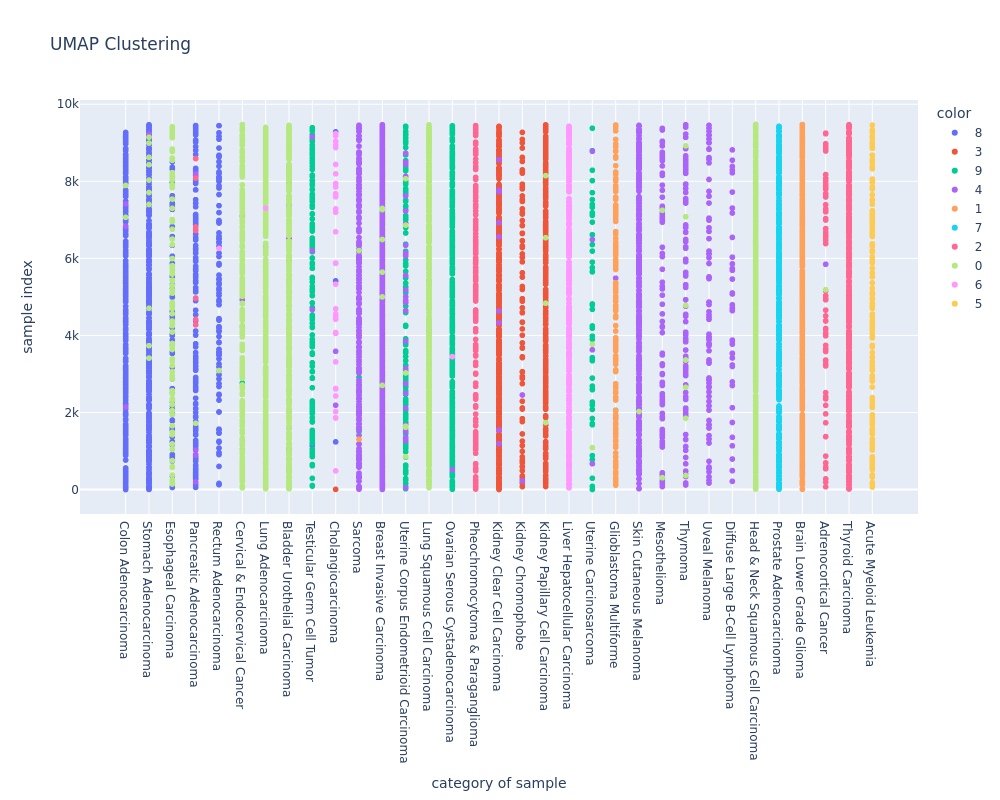 UMAP Clustering
10k
8k
6k
4k
2k
0
sample index
Colon Adenocarcinoma
Stomach Adenocarcinoma
Esophageal Carcinoma
Pancreatic Adenocarcinoma
Rectum Adenocarcinoma
Cervical & Endocervical Cancer
Lung Adenocarcinoma
Bladder Urothelial Carcinoma
Testicular Germ Cell Tumor
Cholangiocarcinoma
Sarcoma
Breast Invasive Carcinoma
Uterine Corpus Endometrioid Carcinoma
Lung Squamous Cell Carcinoma
Ovarian Serous Cystadenocarcinoma
Pheochromocytoma & Paraganglioma
Kidney Clear Cell Carcinoma
Kidney Chromophobe
Kidney Papillary Cell Carcinoma
Liver Hepatocellular Carcinoma
Uterine Carcinosarcoma
Glioblastoma Multiforme
Skin Cutaneous Melanoma
Mesothelioma
Thymoma
Uveal Melanoma
Diffuse Large B-Cell Lymphoma
Head & Neck Squamous Cell Carcinoma
Prostate Adenocarcinoma
Brain Lower Grade Glioma
Adrenocortical Cancer
Thyroid Carcinoma
Acute Myeloid Leukemia
category of sample
color
8
3
9
4
1
7
2
0
6
5